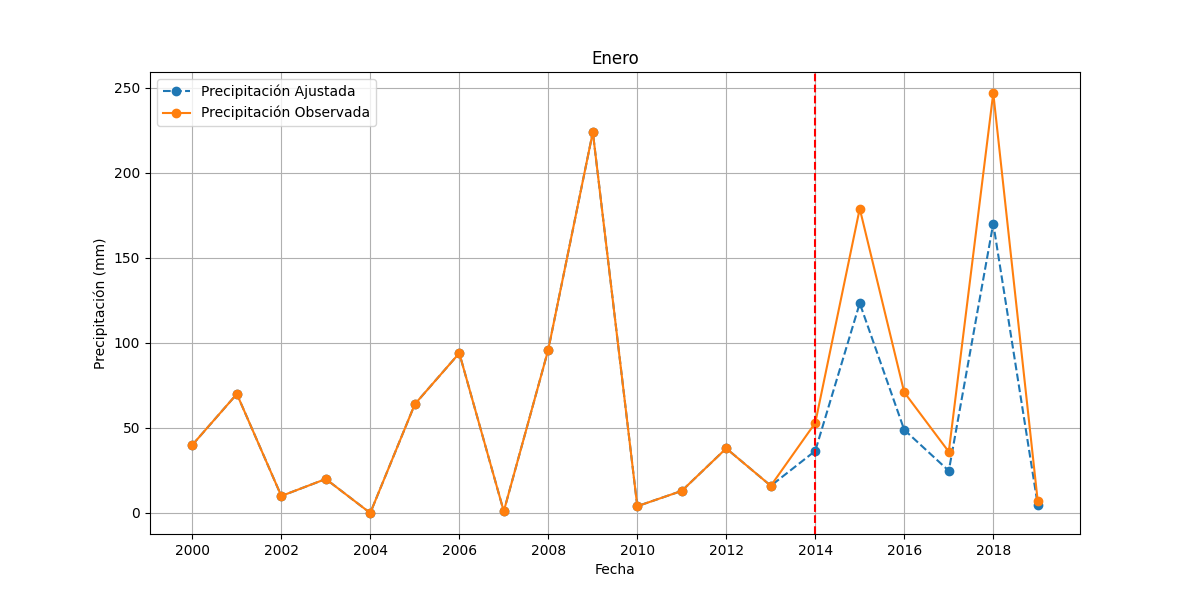 Enero
Precipitación Ajustada
Precipitación Observada
250
200
150
100
50
0
Precipitación (mm)
2000 2002 2004 2006 2008 2010 2012 2014 2016 2018
Fecha